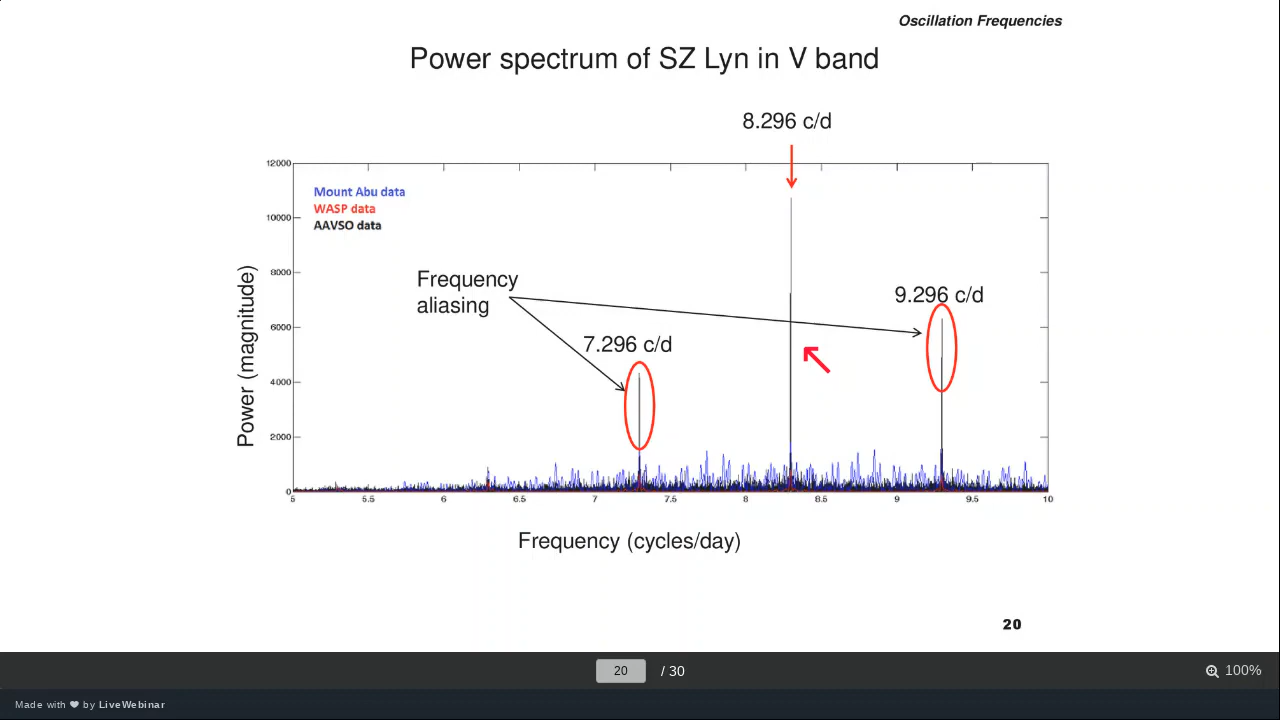 Oscillation Frequencies
Power spectrum of SZ Lyn in V band
8.296 c/d
12000
Mount Abu data
WASP data
AAVSO data
10000
8000
Frequency
aliasing
9.296 c/d
6000
7.296 c/d
4000
2000
0
Power (magnitude)
5 5.5 6 6.5 7 7.5 8 8.5 9 9.5 10
Frequency (cycles/day)
20
20 / 30
100%
Made with ❤ by LiveWebinar